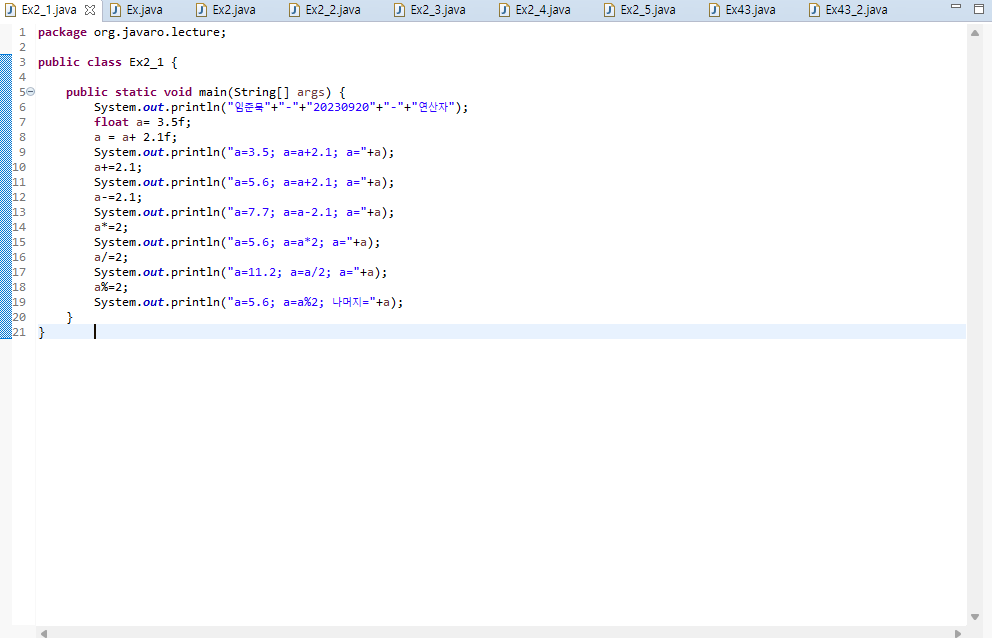 Ex2_1.java Ex.java Ex2.java Ex2_2.java Ex2_3.java Ex2_4.java Ex2_5.java Ex43.java Ex43_2.java
1 package org.javaro.lecture;
2
3 public class Ex2_1 {
4
5 public static void main(String[] args) {
6 System.out.println("임준목"+"-"+"20230920"+"-"+"연산자");
7 float a= 3.5f;
8 a = a+ 2.1f;
9 System.out.println("a=3.5; a=a+2.1; a="+a);
10 a+=2.1;
11 System.out.println("a=5.6; a=a+2.1; a="+a);
12 a-=2.1;
13 System.out.println("a=7.7; a=a-2.1; a="+a);
14 a*=2;
15 System.out.println("a=5.6; a=a*2; a="+a);
16 a/=2;
17 System.out.println("a=11.2; a=a/2; a="+a);
18 a%=2;
19 System.out.println("a=5.6; a=a%2; 나머지="+a);
20 }
21 }